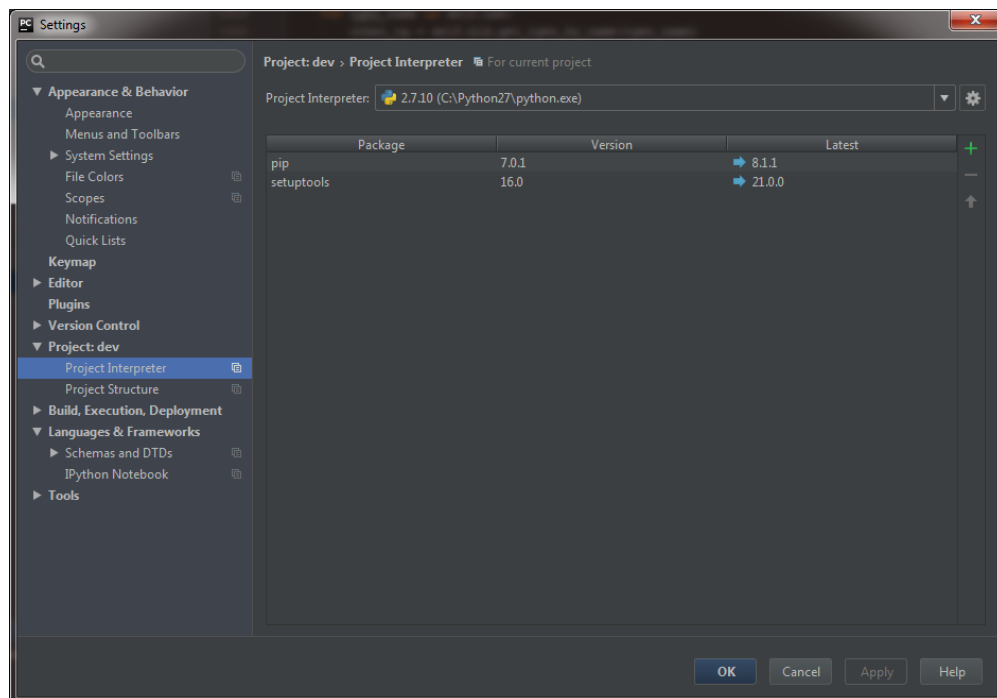 PC Settings
Project: dev › Project Interpreter For current project
Appearance & Behavior
Appearance
Menus and Toolbars
System Settings
File Colors
Scopes
Notifications
Quick Lists
Keymap
Editor
Plugins
Version Control
Project: dev
Project Interpreter
Project Structure
Build, Execution, Deployment
Languages & Frameworks
Schemas and DTDs
IPython Notebook
Tools
Project Interpreter: 2.7.10 (C:\Python27\python.exe)
Package Version Latest
pip 7.0.1 8.1.1
setuptools 16.0 21.0.0
OK Cancel Apply Help